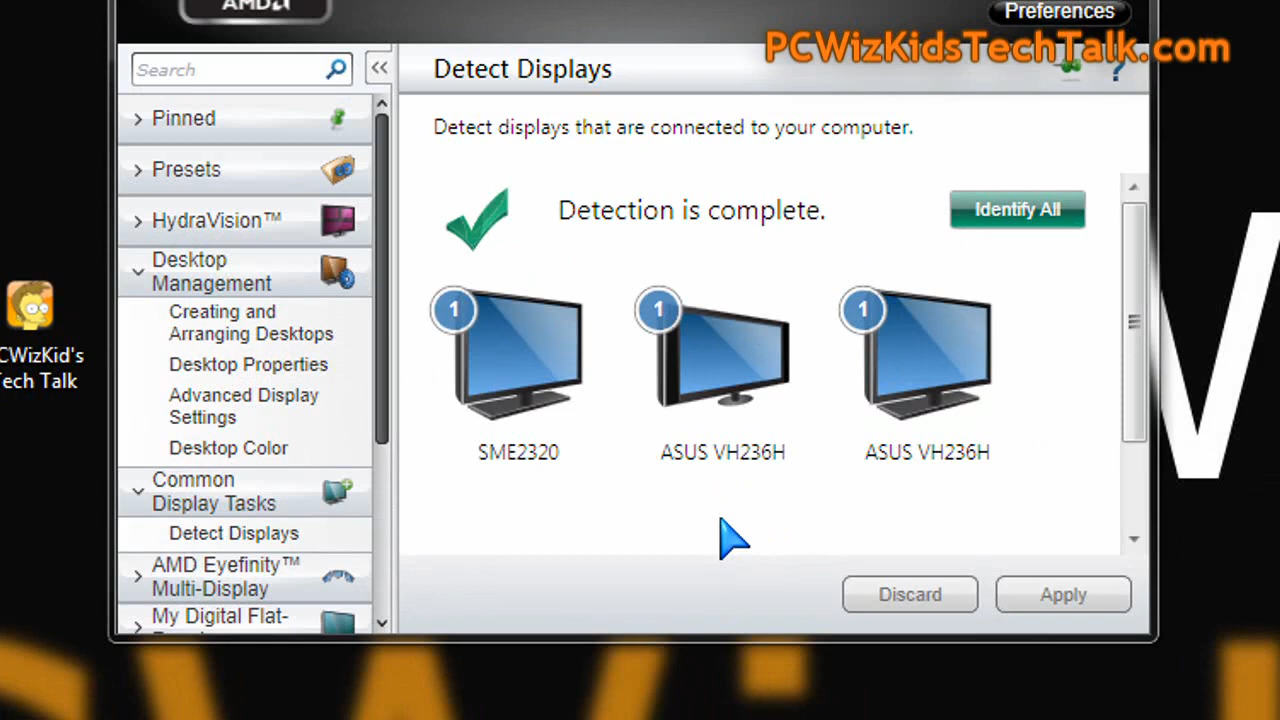 AMD
Preferences
PCWizKidsTechTalk.com
Search
Detect Displays
?
Pinned
Detect displays that are connected to your computer.
Presets
Detection is complete.
Identify All
HydraVision™
Desktop
Management
1
1
1
Creating and
Arranging Desktops
CWizKid's
Tech Talk
Desktop Properties
Advanced Display
Settings
Desktop Color
SME2320
ASUS VH236H
ASUS VH236H
Common
Display Tasks
Detect Displays
AMD Eyefinity™
Multi-Display
Discard
Apply
My Digital Flat-